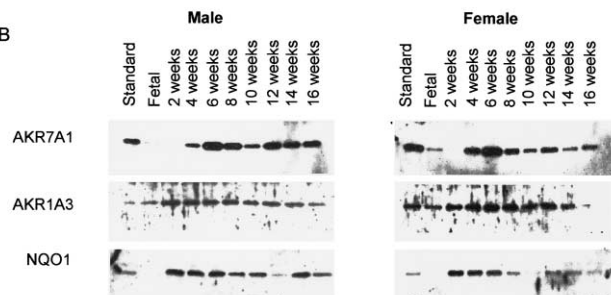 B
Male
Female
Standard
Fetal
2 weeks
4 weeks
6 weeks
8 weeks
10 weeks
12 weeks
14 weeks
16 weeks
Standard
Fetal
2 weeks
4 weeks
6 weeks
8 weeks
10 weeks
12 weeks
14 weeks
16 weeks
AKR7A1
AKR1A3
NQO1